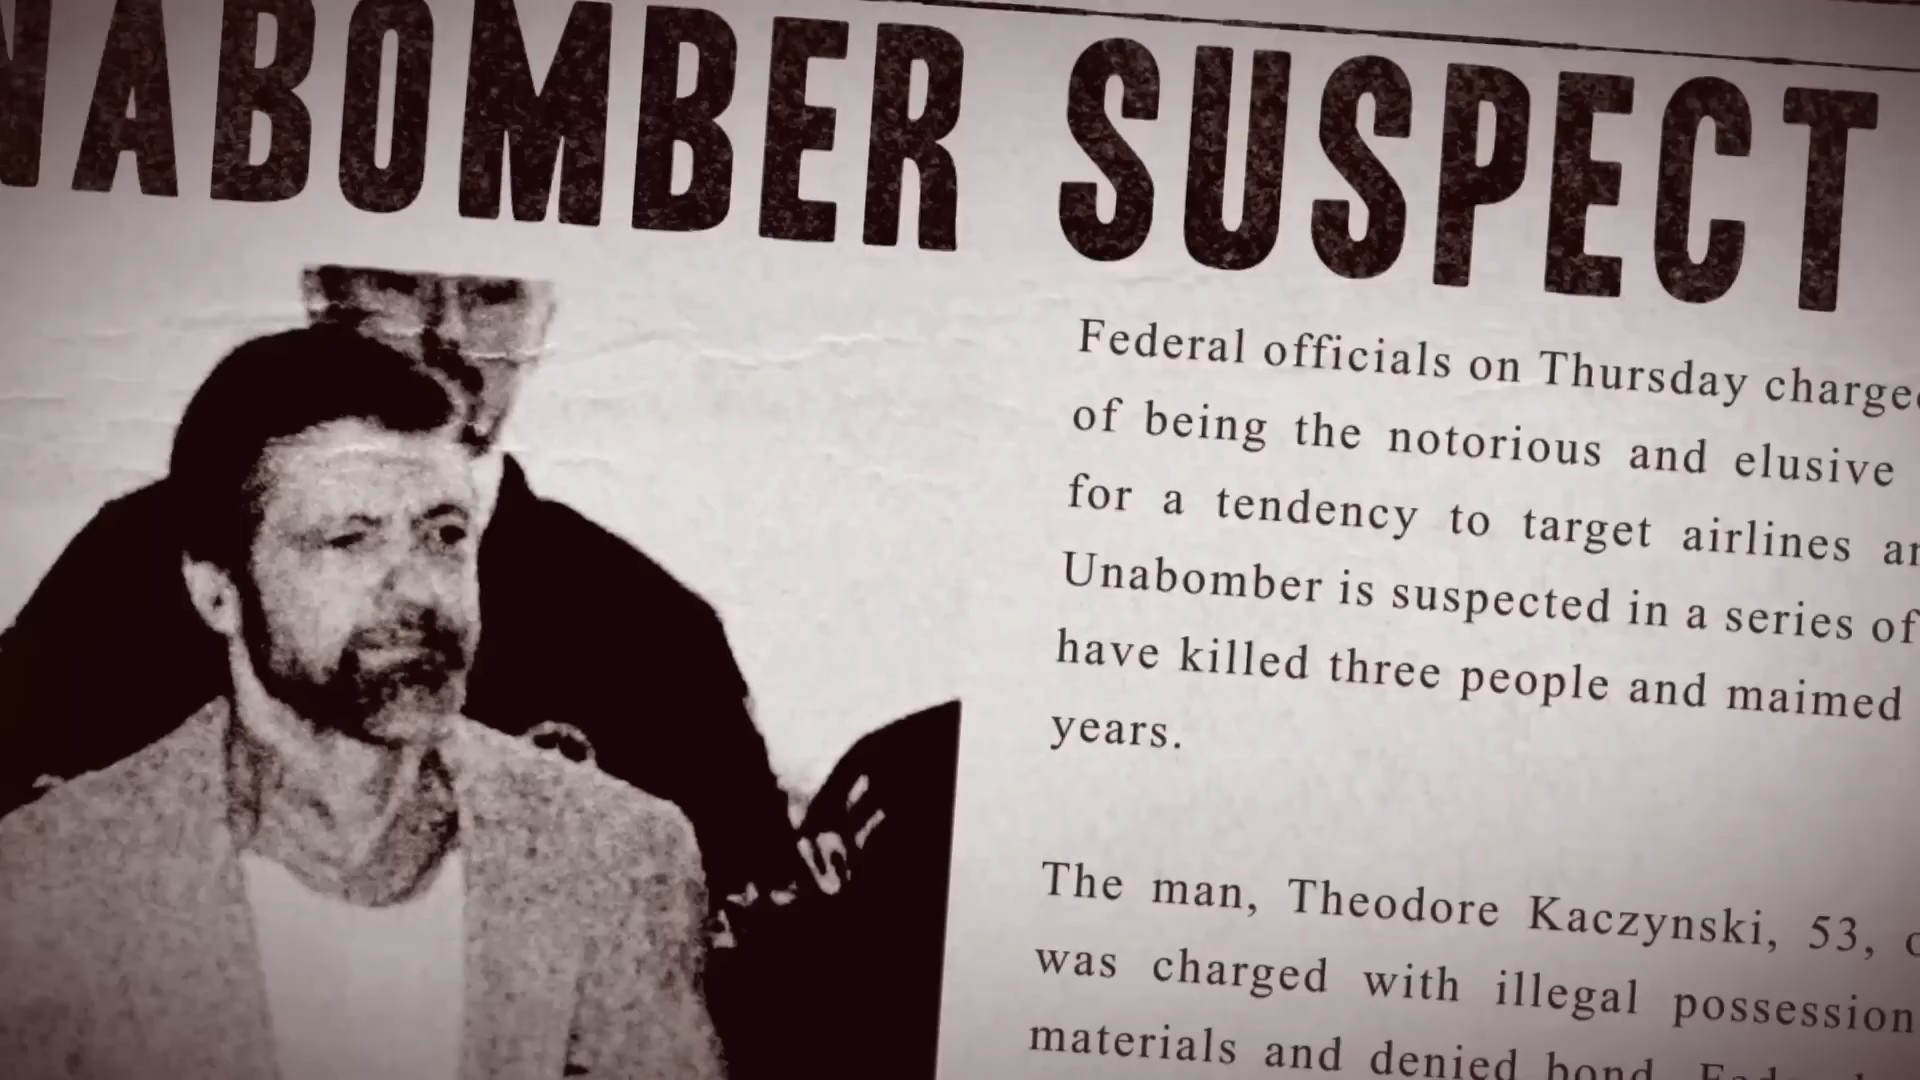 NABOMBER SUSPECT
Federal officials on Thursday charged
of being the notorious and elusive
for a tendency to target airlines
Unabomber is suspected in a series of
have killed three people and maimed
years.
The man, Theodore Kaczynski, 53,
was charged with illegal possession
materials and denied bond.